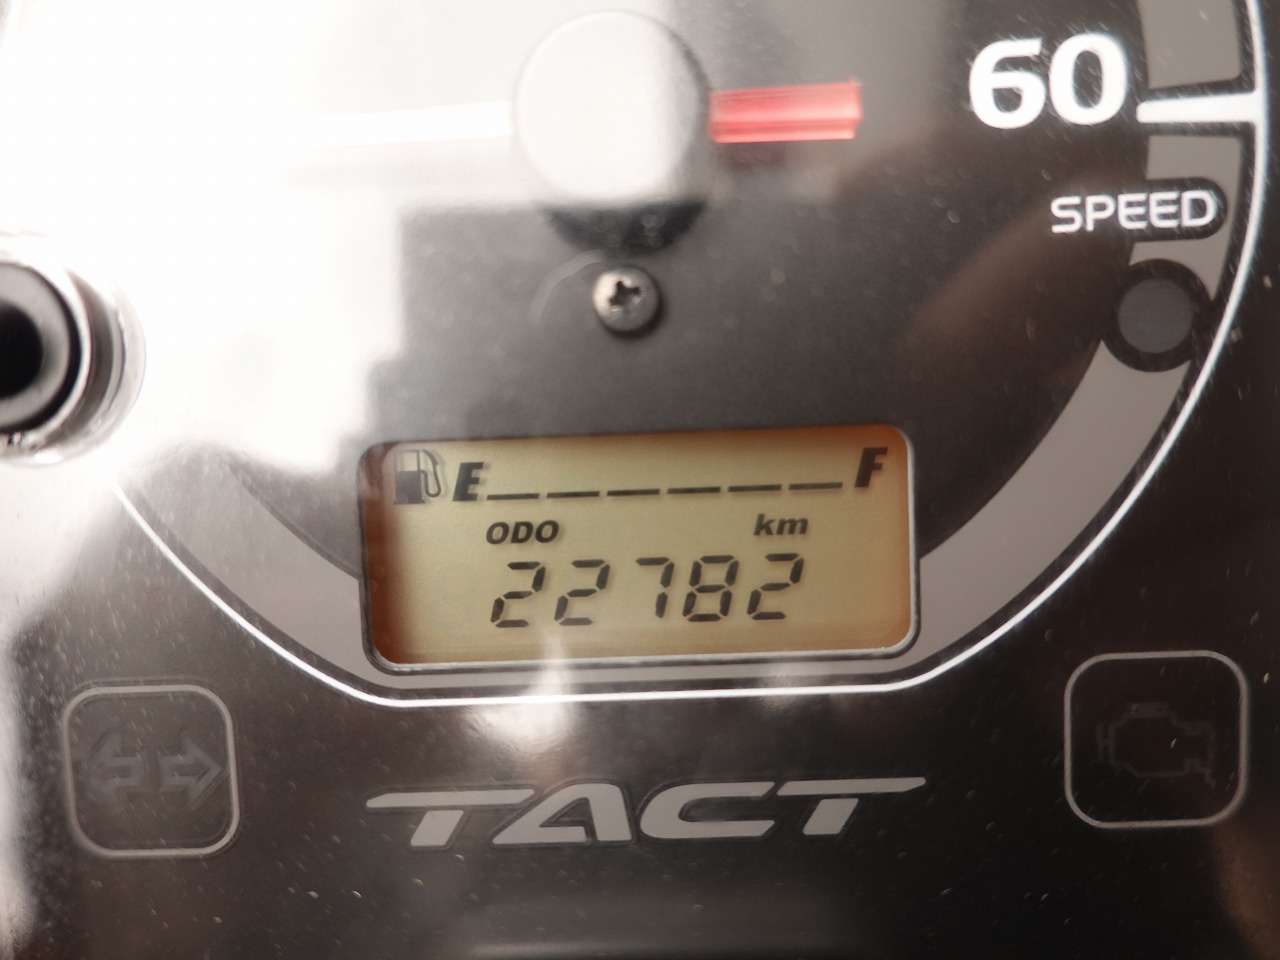 60
SPEED
E F
ODO km
22782
TACT